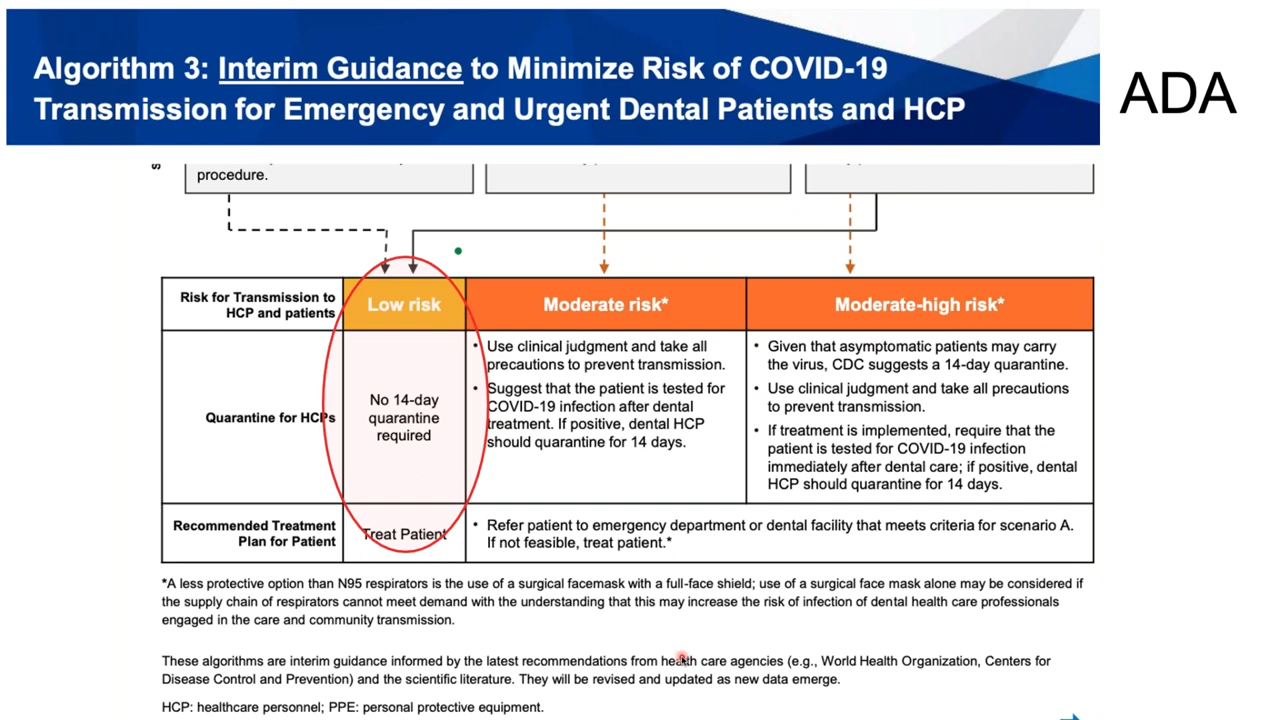 Algorithm 3: Interim Guidance to Minimize Risk of COVID-19
Transmission for Emergency and Urgent Dental Patients and HCP
ADA
procedure.
Risk for Transmission to
HCP and patients
Low risk
Moderate risk*
Moderate-high risk*
Quarantine for HCPs
No 14-day
quarantine
required
• Use clinical judgment and take all
precautions to prevent transmission.
• Suggest that the patient is tested for
COVID-19 infection after dental
treatment. If positive, dental HCP
should quarantine for 14 days.
• Given that asymptomatic patients may carry
the virus, CDC suggests a 14-day quarantine.
• Use clinical judgment and take all precautions
to prevent transmission.
• If treatment is implemented, require that the
patient is tested for COVID-19 infection
immediately after dental care; if positive, dental
HCP should quarantine for 14 days.
Recommended Treatment
Plan for Patient
Treat Patient
• Refer patient to emergency department or dental facility that meets criteria for scenario A.
If not feasible, treat patient.*
*A less protective option than N95 respirators is the use of a surgical facemask with a full-face shield; use of a surgical face mask alone may be considered if
the supply chain of respirators cannot meet demand with the understanding that this may increase the risk of infection of dental health care professionals
engaged in the care and community transmission.
These algorithms are interim guidance informed by the latest recommendations from health care agencies (e.g., World Health Organization, Centers for
Disease Control and Prevention) and the scientific literature. They will be revised and updated as new data emerge.
HCP: healthcare personnel; PPE: personal protective equipment.